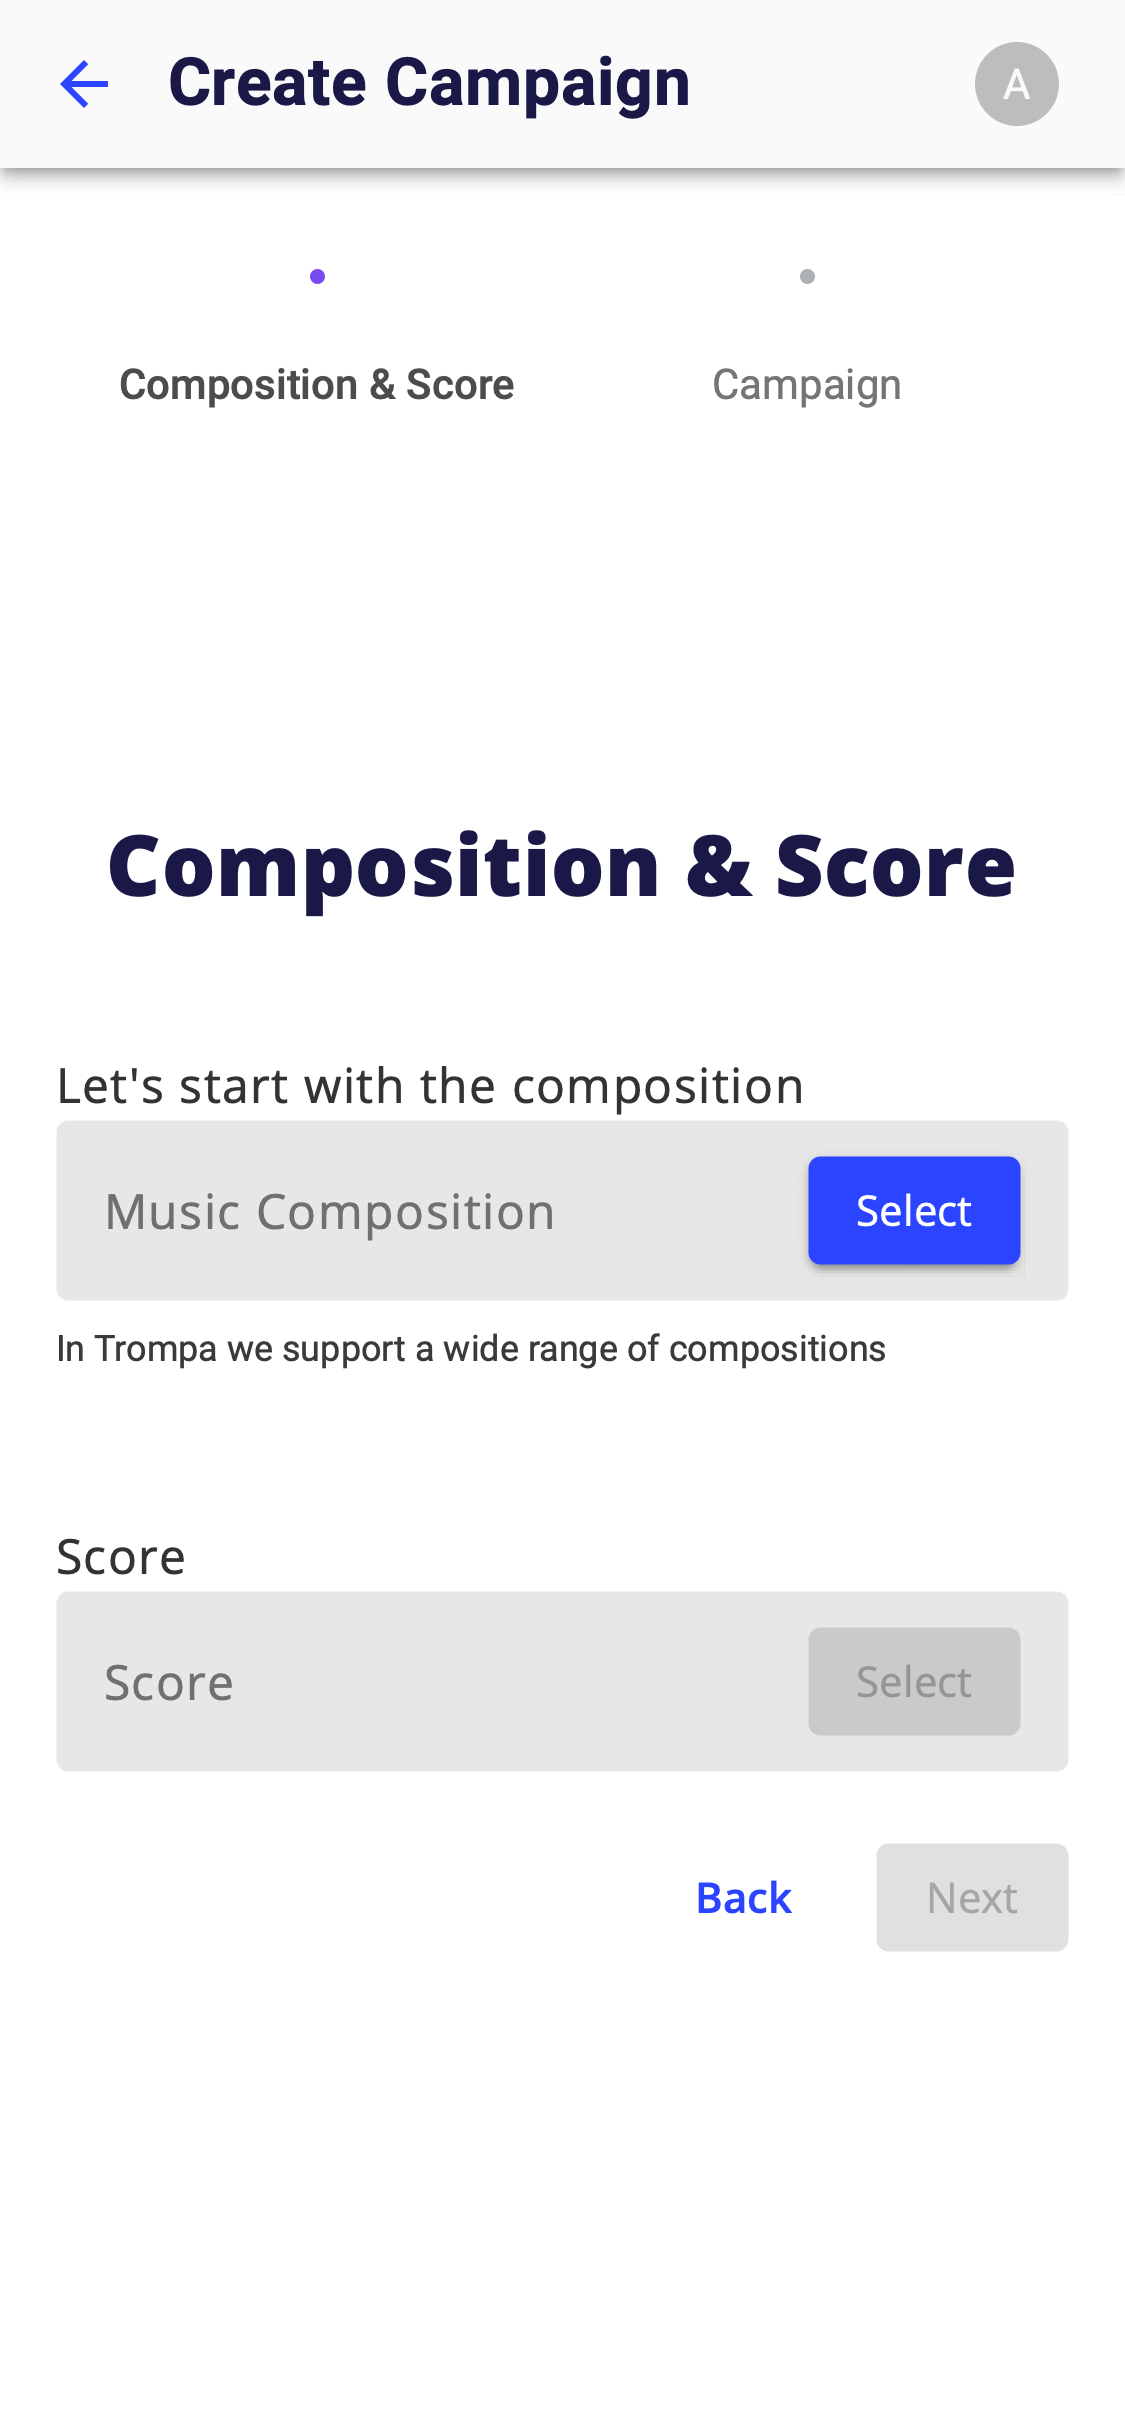 Create Campaign
A
Composition & Score
Campaign
Composition & Score
Let's start with the composition
Music Composition
Select
In Trompa we support a wide range of compositions
Score
Score
Select
Back
Next